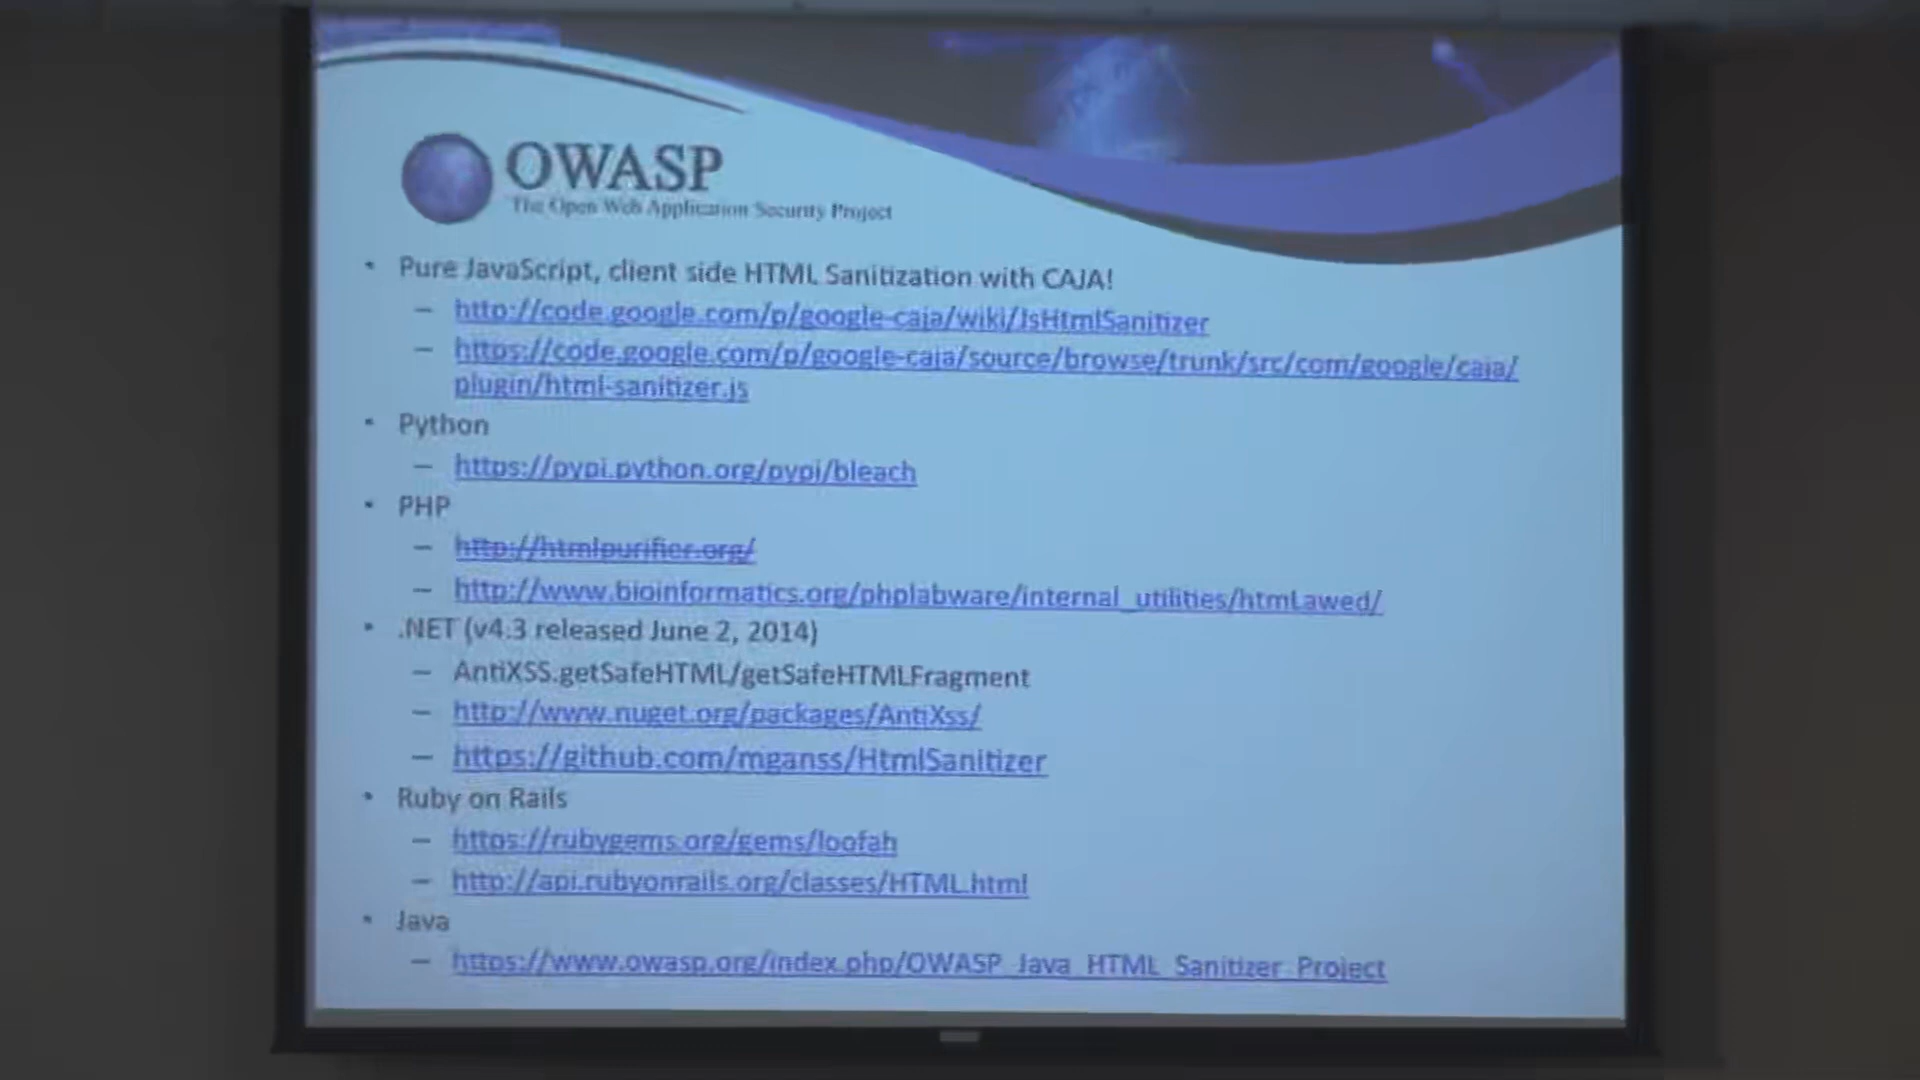 OWASP
The Open Web Application Security Project
• Pure JavaScript, client side HTML Sanitization with CAJA!
– http://code.google.com/p/google-caja/wiki/JsHtmlSanitizer
– https://code.google.com/p/google-caja/source/browse/trunk/src/com/google/caja/
plugin/html-sanitizer.js
• Python
– https://pypi.python.org/pypi/bleach
• PHP
– http://htmlpurifier.org/
– http://www.bioinformatics.org/phplabware/internal_utilities/htmLawed/
• .NET (v4.3 released June 2, 2014)
– AntiXSS.getSafeHTML/getSafeHTMLFragment
– http://www.nuget.org/packages/AntiXss/
– https://github.com/mganss/HtmlSanitizer
• Ruby on Rails
– https://rubygems.org/gems/loofah
– http://api.rubyonrails.org/classes/HTML.html
• Java
– https://www.owasp.org/index.php/OWASP_Java_HTML_Sanitizer_Project